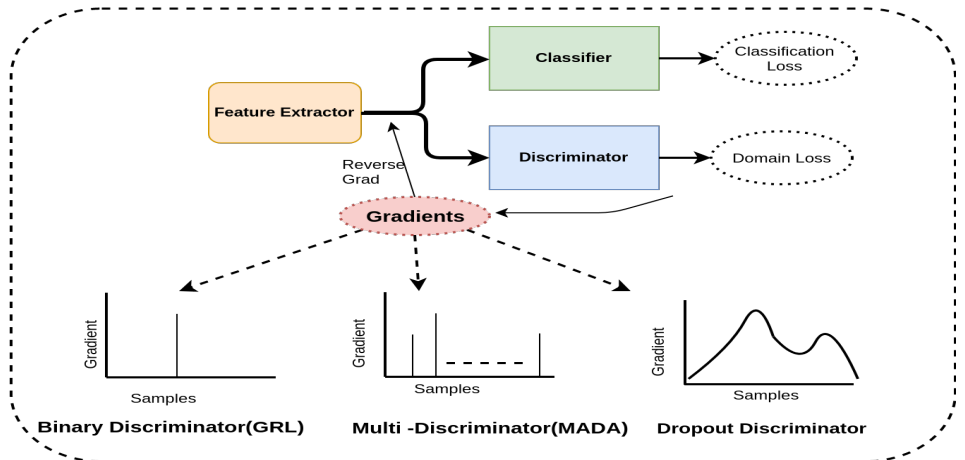 Classifier
Classification
Loss
Feature Extractor
Discriminator
Domain Loss
Reverse
Grad
Gradients
Gradient
Samples
Gradient
Samples
Gradient
Samples
Binary Discriminator(GRL)
Multi -Discriminator(MADA)
Dropout Discriminator